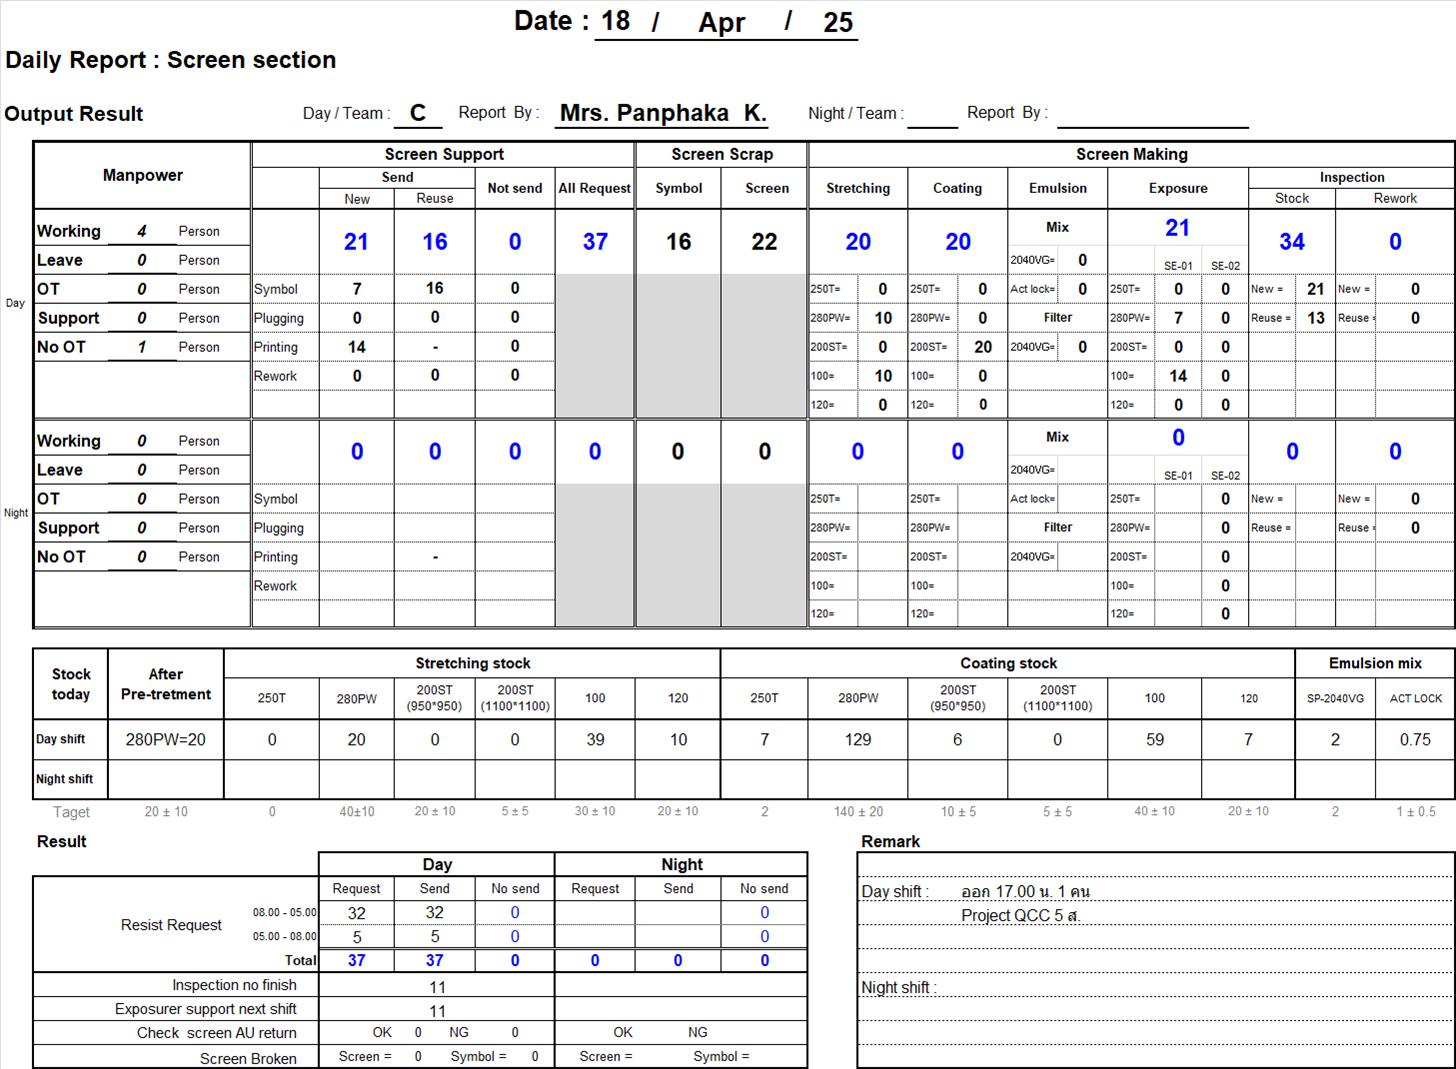 Date : 18 / Apr / 25
Daily Report : Screen section
Output Result Day / Team : C Report By : Mrs. Panphaka K. Night / Team : Report By :
Manpower Screen Support Screen Scrap Screen Making
Send Not send All Request Symbol Screen Stretching Coating Emulsion Exposure Inspection
New Reuse Stock Rework
Day
Working 4 Person 21 16 0 37 16 22 20 20 Mix 21 34 0
Leave 0 Person 2040VG= 0 SE-01 SE-02
OT 0 Person Symbol 7 16 0 250T= 0 250T= 0 Act lock= 0 250T= 0 0 New = 21 New = 0
Support 0 Person Plugging 0 0 0 280PW= 10 280PW= 0 Filter 280PW= 7 0 Reuse = 13 Reuse = 0
No OT 1 Person Printing 14 - 0 200ST= 0 200ST= 20 2040VG= 0 200ST= 0 0
Rework 0 0 0 100= 10 100= 0 100= 14 0
120= 0 120= 0 120= 0 0
Night
Working 0 Person 0 0 0 0 0 0 0 0 Mix 0 0 0
Leave 0 Person 2040VG= SE-01 SE-02
OT 0 Person Symbol 250T= 250T= Act lock= 250T= 0 New = New = 0
Support 0 Person Plugging 280PW= 280PW= Filter 280PW= 0 Reuse = Reuse = 0
No OT 0 Person Printing - 200ST= 200ST= 2040VG= 200ST= 0
Rework 100= 100= 100= 0
120= 120= 120= 0
Stock today After Pre-tretment Stretching stock Coating stock Emulsion mix
250T 280PW 200ST (950*950) 200ST (1100*1100) 100 120 250T 280PW 200ST (950*950) 200ST (1100*1100) 100 120 SP-2040VG ACT LOCK
Day shift 280PW=20 0 20 0 0 39 10 7 129 6 0 59 7 2 0.75
Night shift
Taget 20 ± 10 0 40±10 20 ± 10 5 ± 5 30 ± 10 20 ± 10 2 140 ± 20 10 ± 5 5 ± 5 40 ± 10 20 ± 10 2 1 ± 0.5
Result
Day Night
Request Send No send Request Send No send
Resist Request
08.00 - 05.00 32 32 0 0
05.00 - 08.00 5 5 0 0
Total 37 37 0 0 0 0
Inspection no finish 11
Exposurer support next shift 11
Check screen AU return OK 0 NG 0 OK NG
Screen Broken Screen = 0 Symbol = 0 Screen = Symbol =
Remark
Day shift : ออก 17.00 น. 1 คน
Project QCC 5 ส.
Night shift :